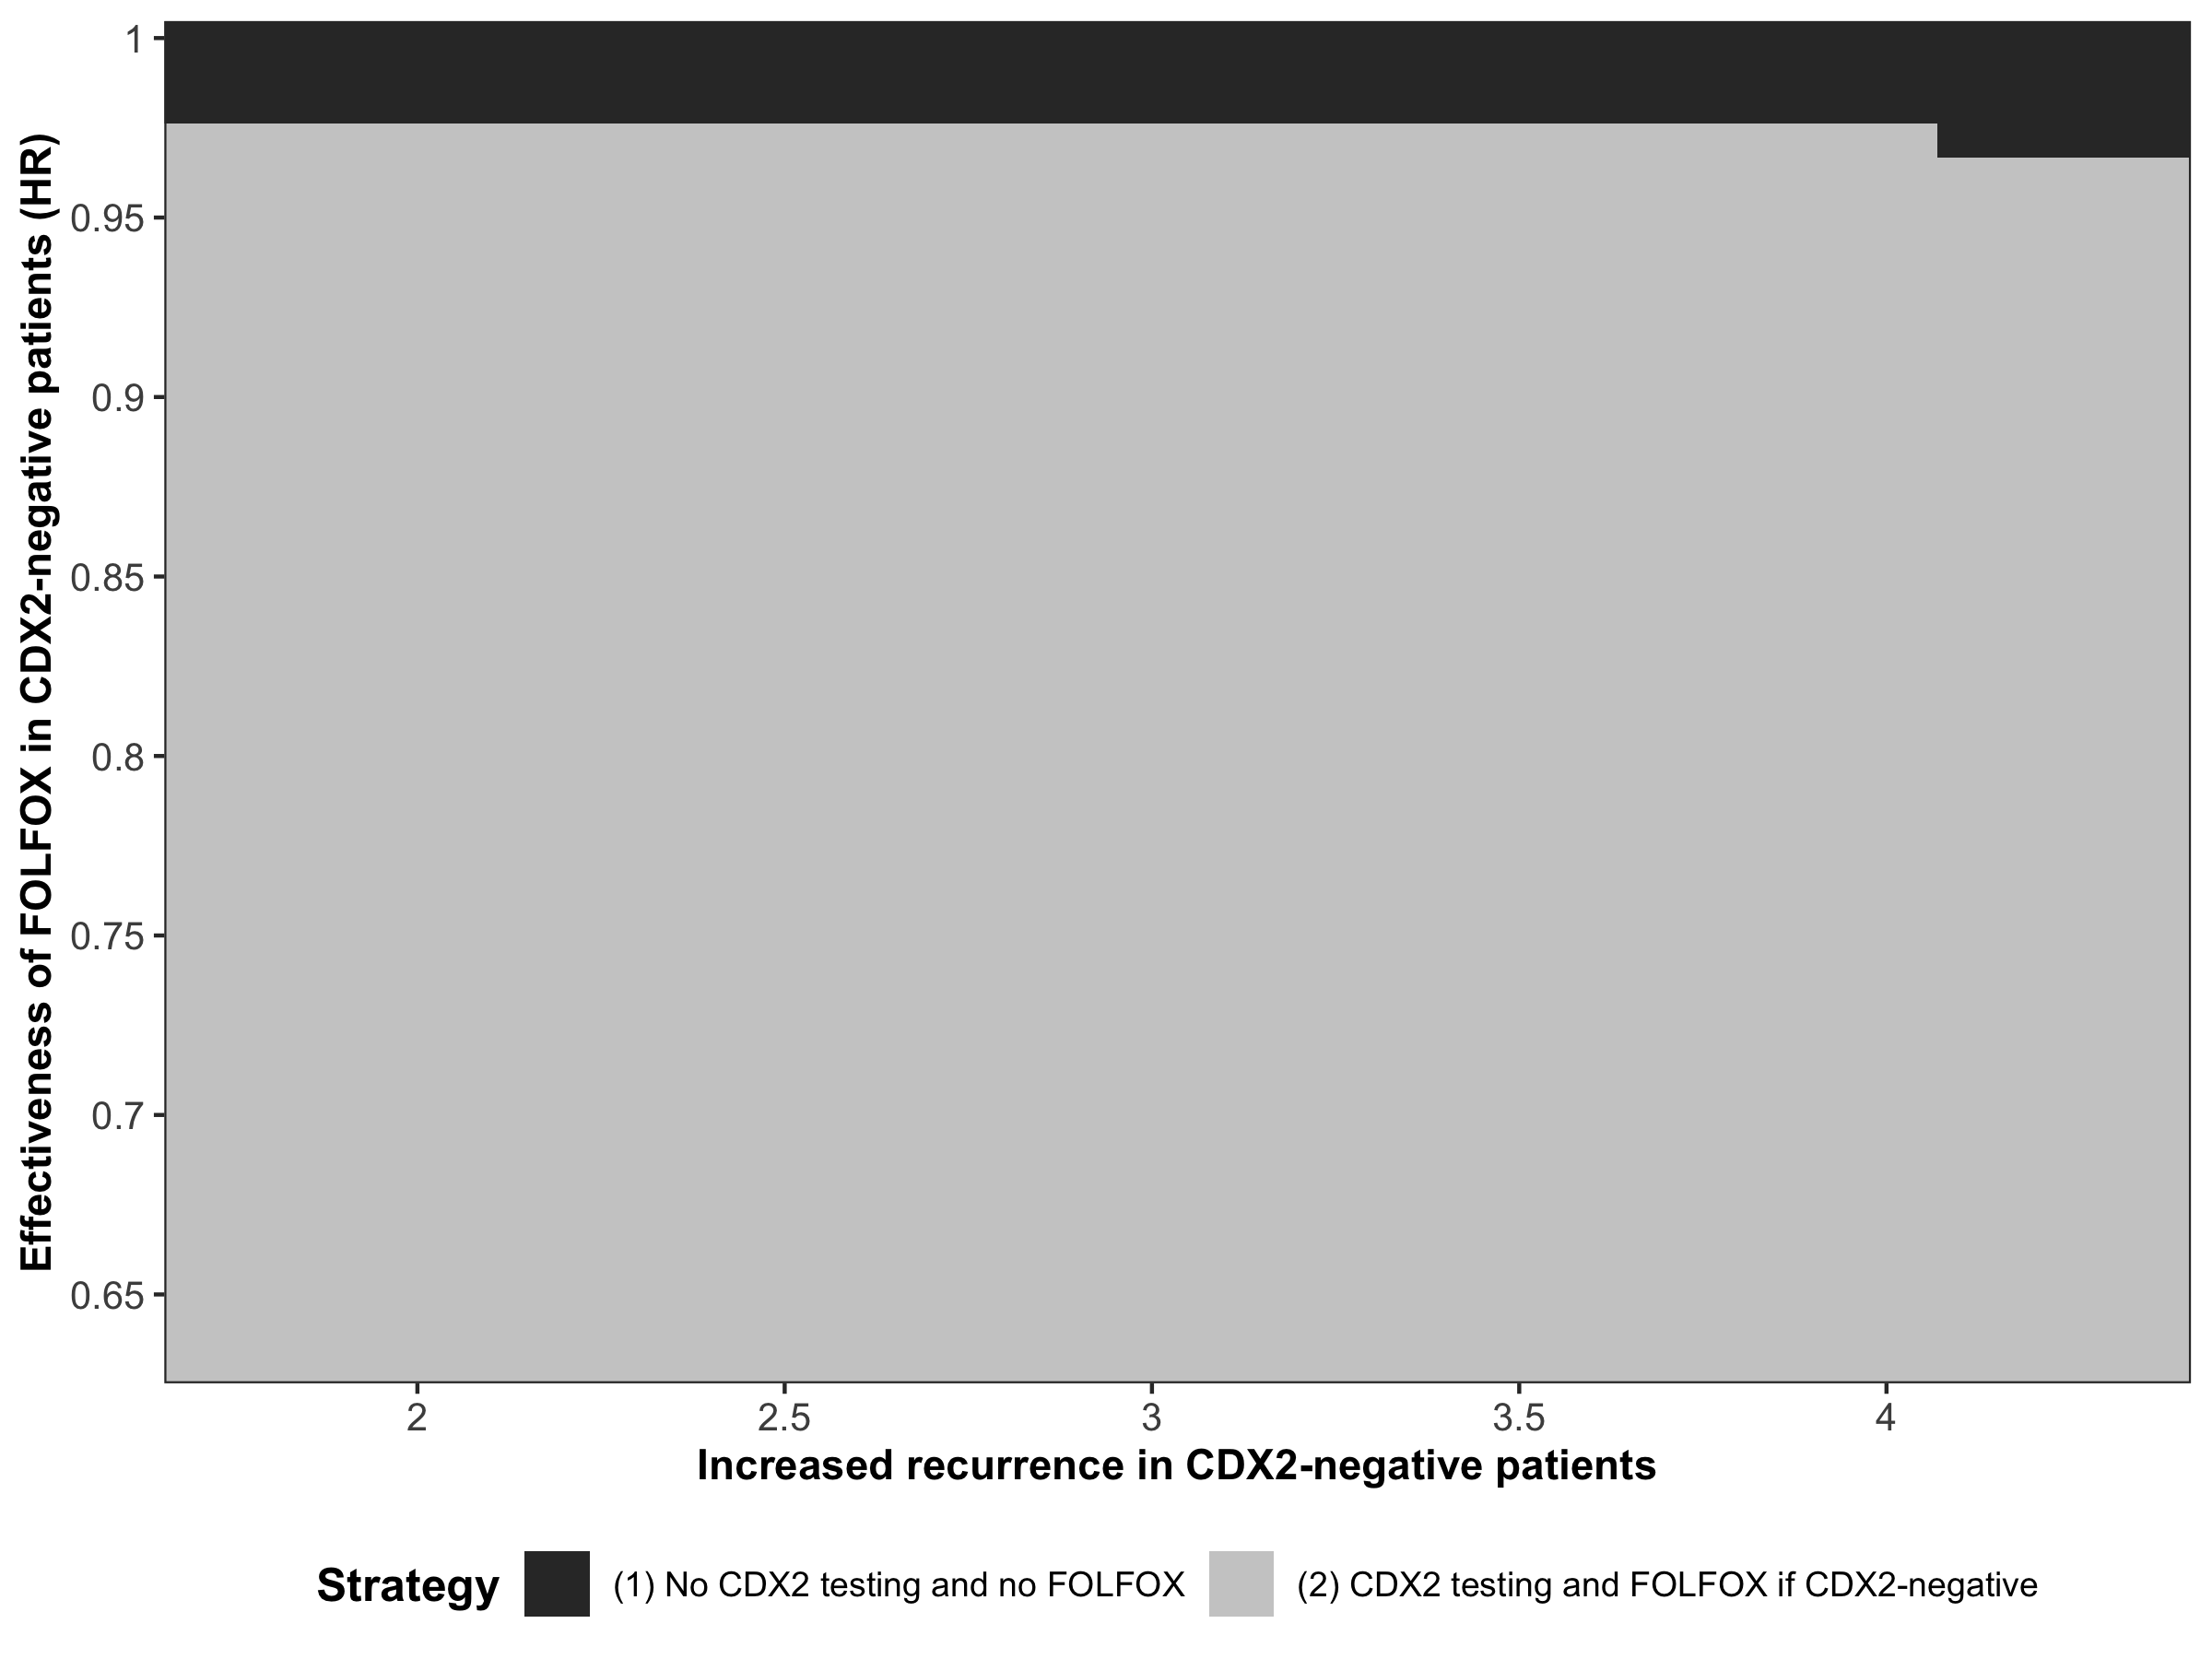 Effectiveness of FOLFOX in CDX2-negative patients (HR)
1
0.95
0.9
0.85
0.8
0.75
0.7
0.65
2 2.5 3 3.5 4
Increased recurrence in CDX2-negative patients
Strategy (1) No CDX2 testing and no FOLFOX (2) CDX2 testing and FOLFOX if CDX2-negative